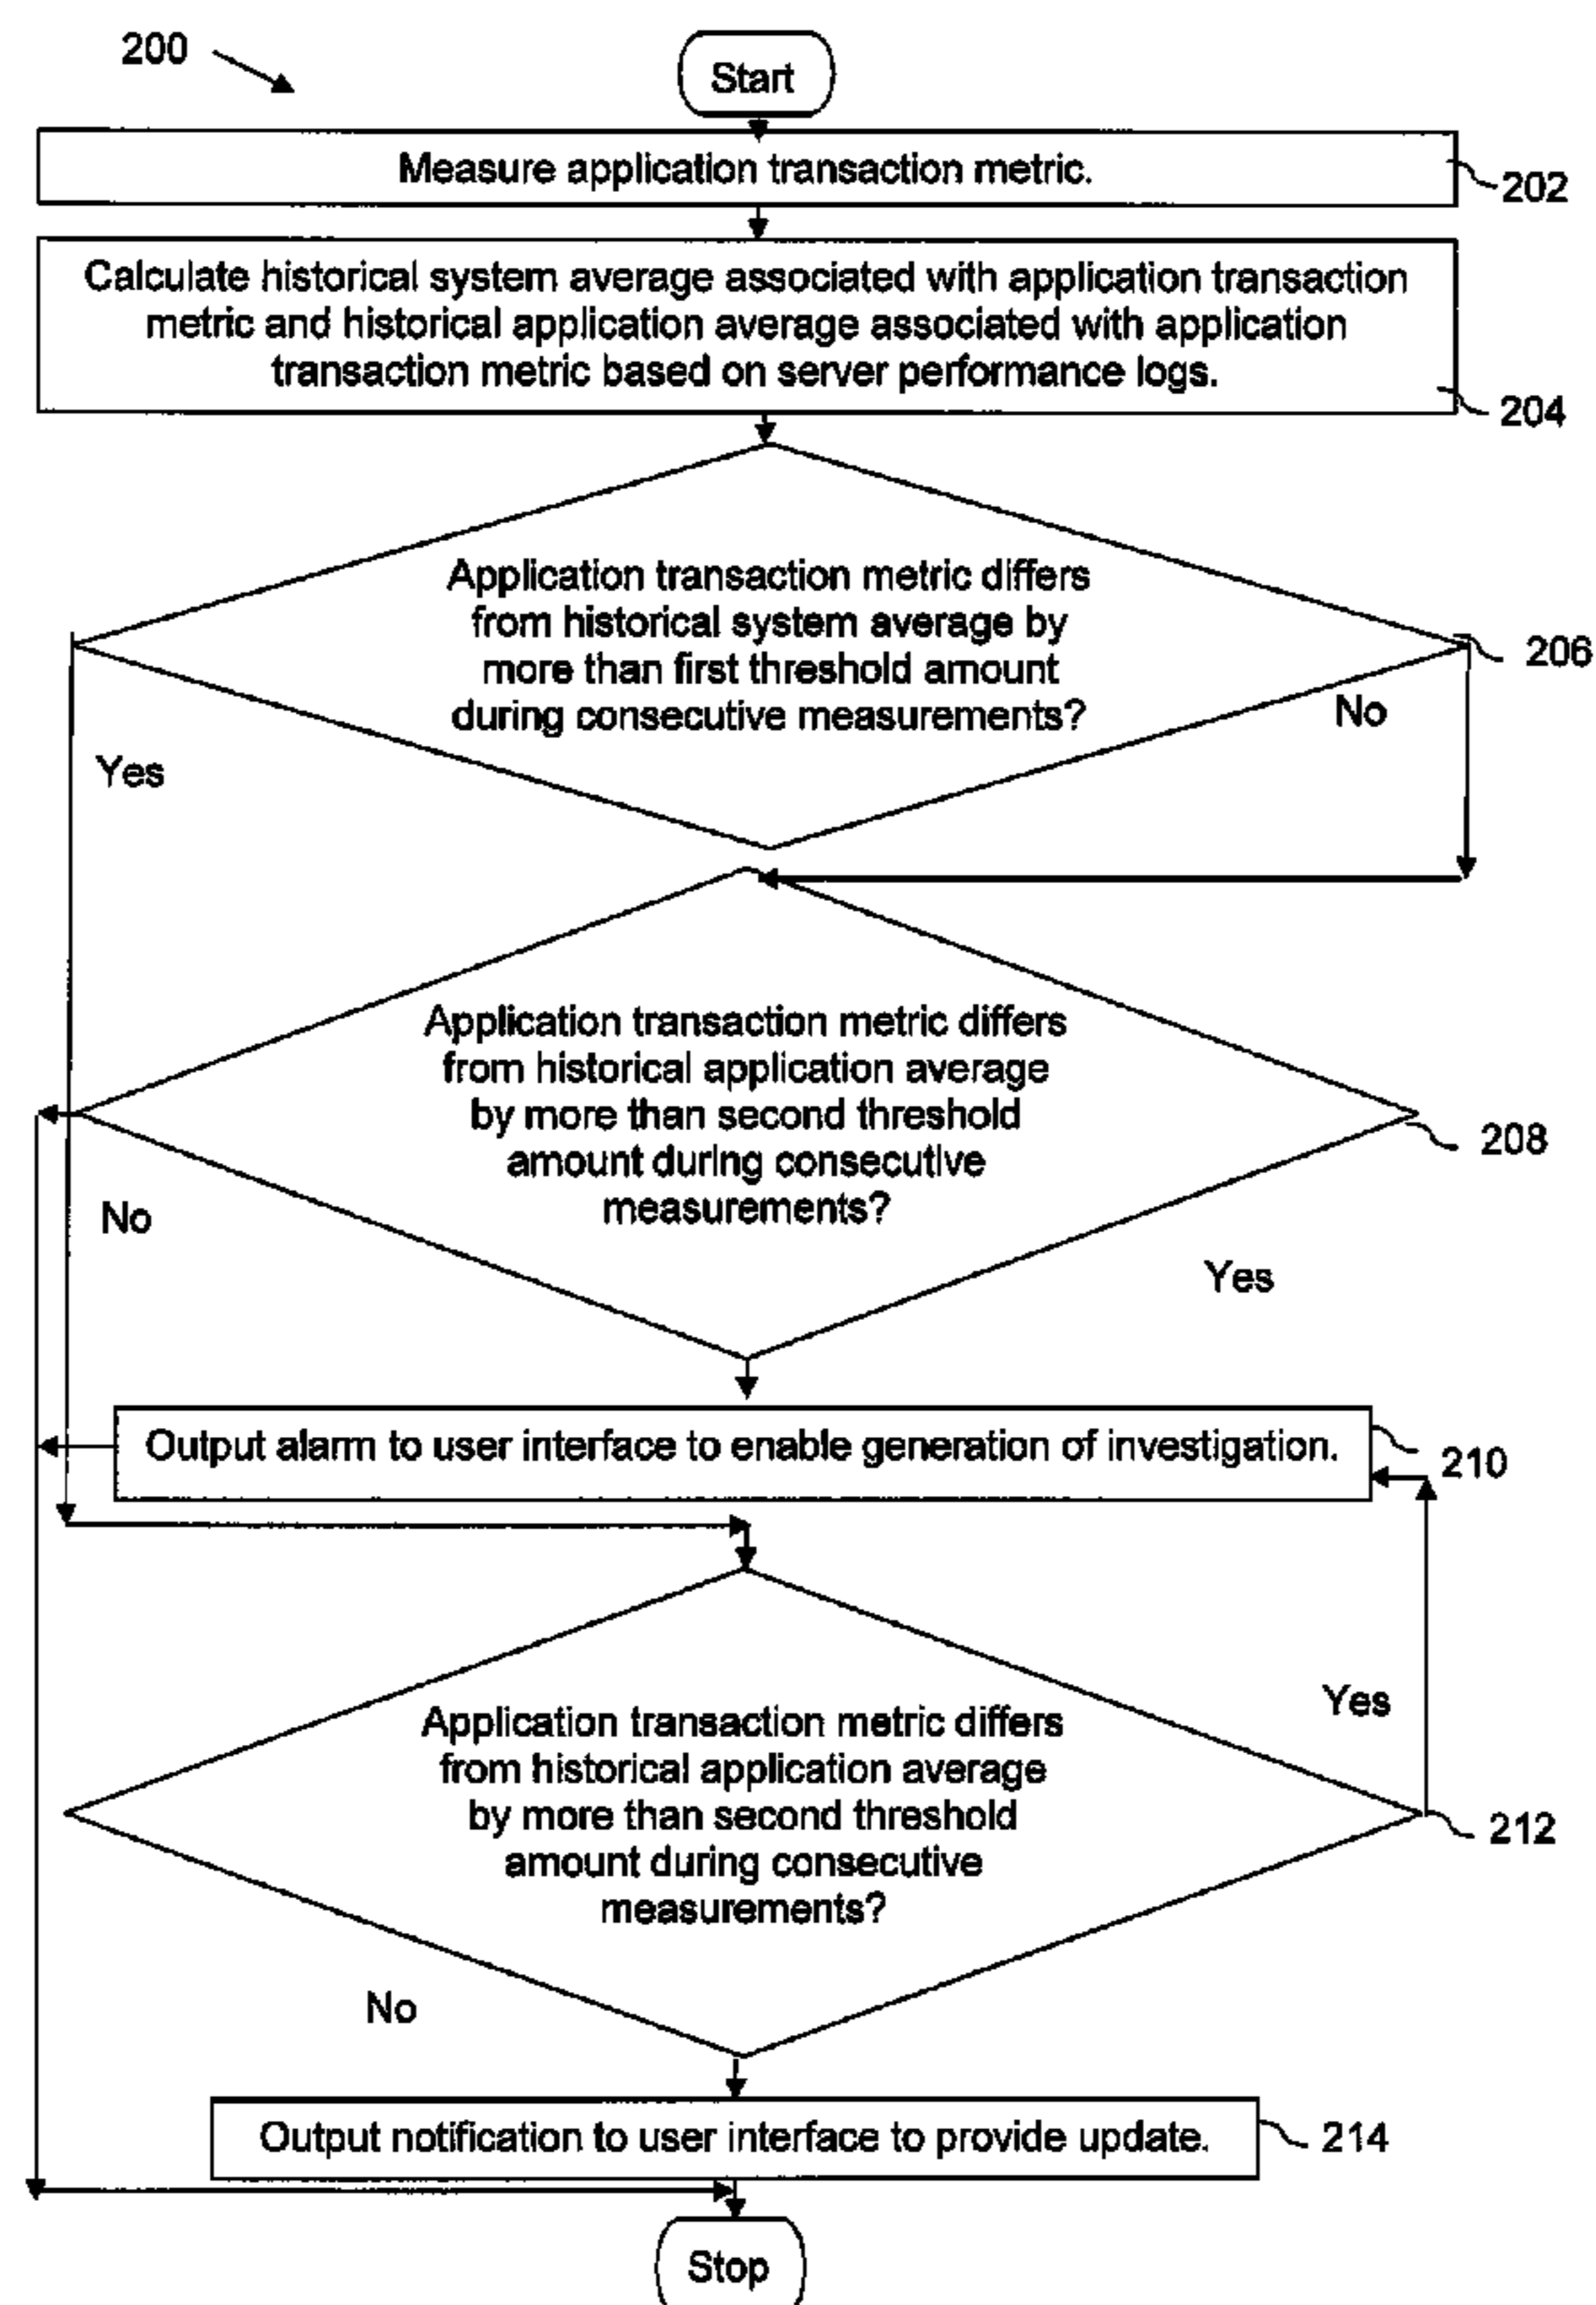 200
Start
Measure application transaction metric.
202
Calculate historical system average associated with application transaction
metric and historical application average associated with application
transaction metric based on server performance logs.
204
Application transaction metric differs
from historical system average by
more than first threshold amount
during consecutive measurements?
206
No
Yes
Application transaction metric differs
from historical application average
by more than second threshold
amount during consecutive
measurements?
208
No
Yes
Output alarm to user interface to enable generation of investigation.
210
Yes
Application transaction metric differs
from historical application average
by more than second threshold
amount during consecutive
measurements?
212
No
Output notification to user interface to provide update.
214
Stop